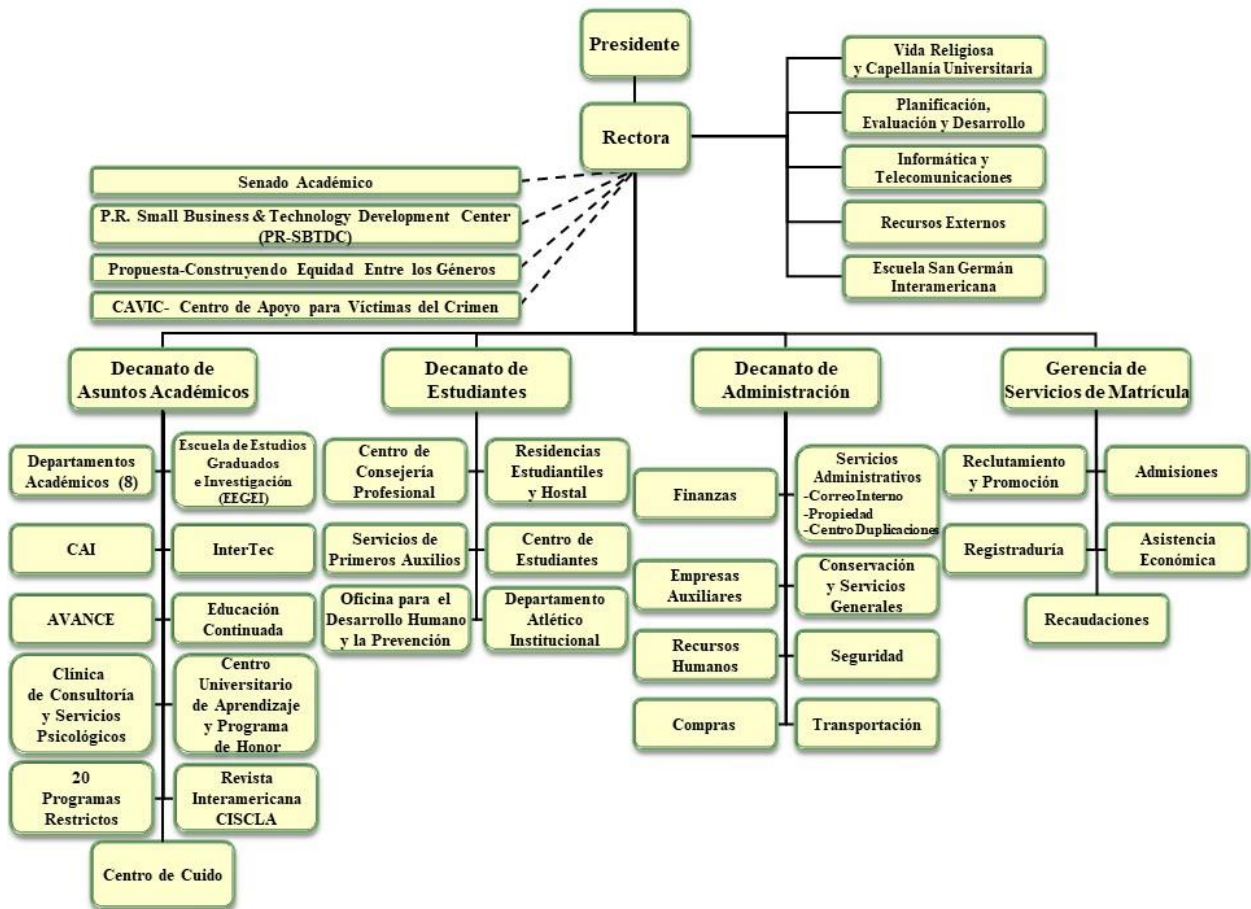 Presidente
Rectora
Vida Religiosa
y Capellanía Universitaria
Planificación,
Evaluación y Desarrollo
Informática y
Telecomunicaciones
Recursos Externos
Escuela San Germán
Interamericana
Senado Académico
P.R. Small Business & Technology Development Center
(PR-SBTDC)
Propuesta-Construyendo Equidad Entre los Géneros
CAVIC- Centro de Apoyo para Víctimas del Crimen
Decanato de
Asuntos Académicos
Departamentos
Académicos (8)
Escuela de Estudios
Graduados
e Investigación
(EEGEI)
CAI
InterTec
AVANCE
Educación
Continuada
Clínica
de Consultoría
y Servicios
Psicológicos
Centro
Universitario
de Aprendizaje
y Programa
de Honor
20
Programas
Restrictos
Revista
Interamericana
CISCLA
Centro de Cuido
Decanato de
Estudiantes
Centro de
Consejería
Profesional
Residencias
Estudiantiles
y Hostal
Servicios de
Primeros Auxilios
Centro de
Estudiantes
Oficina para el
Desarrollo Humano
y la Prevención
Departamento
Atlético
Institucional
Decanato de
Administración
Finanzas
Servicios
Administrativos
-Correo Interno
-Propiedad
-Centro Duplicaciones
Empresas
Auxiliares
Conservación
y Servicios
Generales
Recursos
Humanos
Seguridad
Compras
Transportación
Gerencia de
Servicios de Matrícula
Reclutamiento
y Promoción
Admisiones
Registraduría
Asistencia
Económica
Recaudaciones